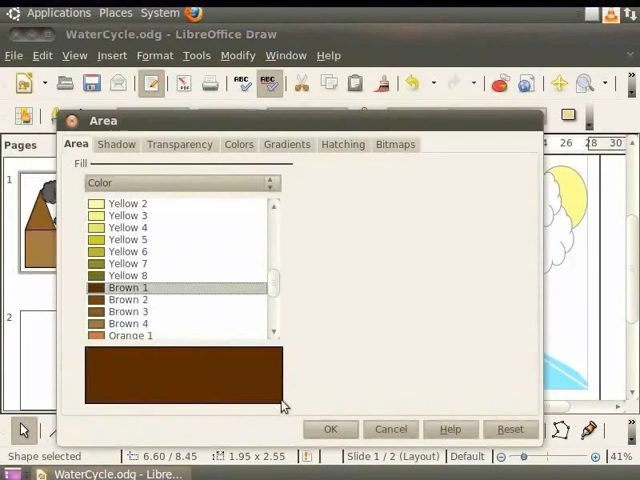 Applications Places System
WaterCycle.odg - LibreOffice Draw
File Edit View Insert Format Tools Modify Window Help
ABC ABC
Area
Pages
26 28 30
Area Shadow Transparency Colors Gradients Hatching Bitmaps
Fill
Color
1
Yellow 2
Yellow 3
Yellow 4
Yellow 5
Yellow 6
Yellow 7
Yellow 8
Brown 1
Brown 2
Brown 3
Brown 4
Orange 1
2
OK Cancel Help Reset
Shape selected 6.60 / 8.45 1.95 x 2.55 Slide 1 / 2 (Layout) Default 41%
WaterCycle.odg - Libre...